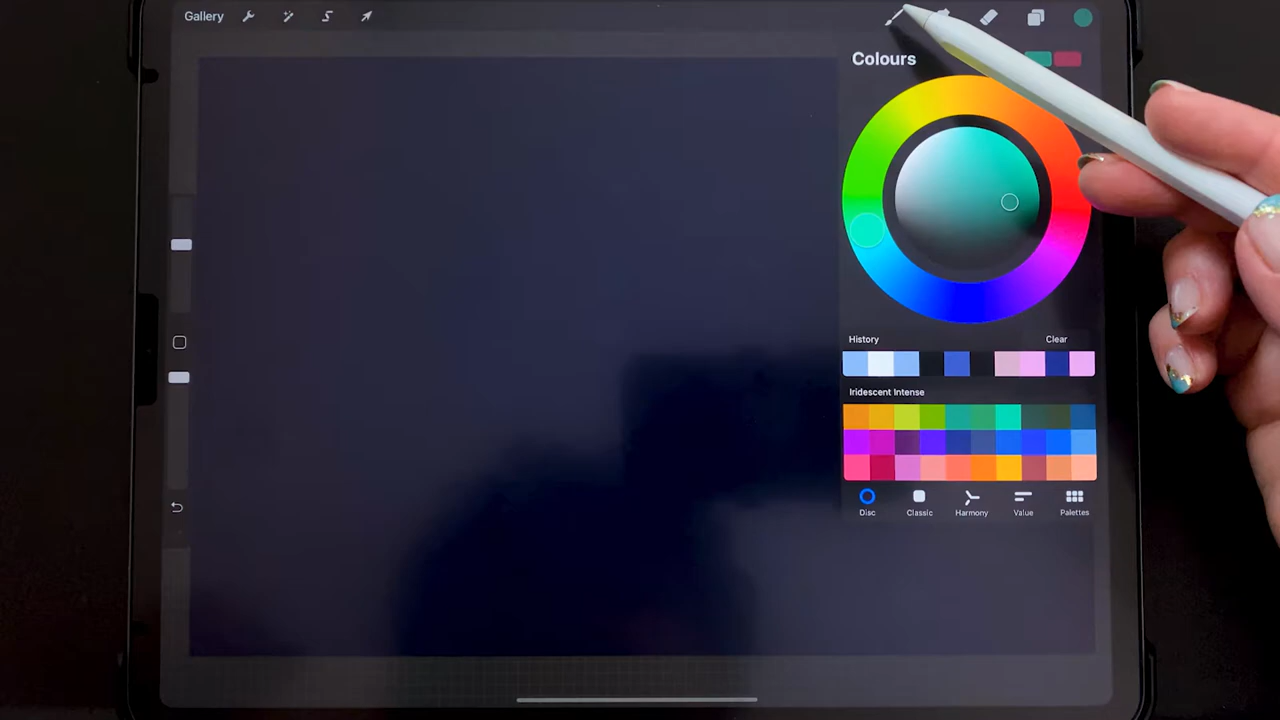 Gallery
Colours
History
Clear
Iridescent Intense
Disc
Classic
Harmony
Value
Palettes